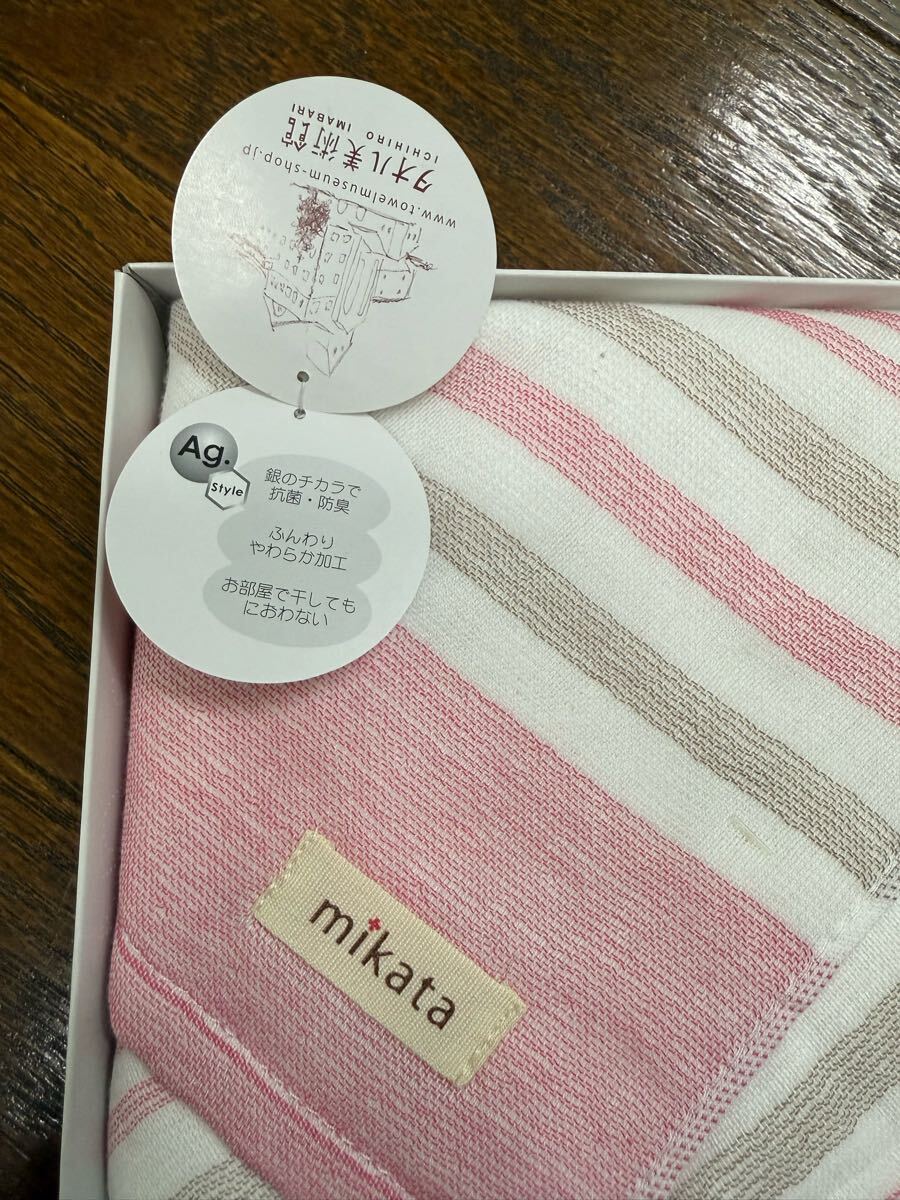 タオル美術館
ICHIHIRO IMABARI
www.towelmuseum-shop.jp
Ag.
Style
銀のチカラで
抗菌・防臭
ふんわり
やわらか加工
お部屋で干しても
におわない
mikata